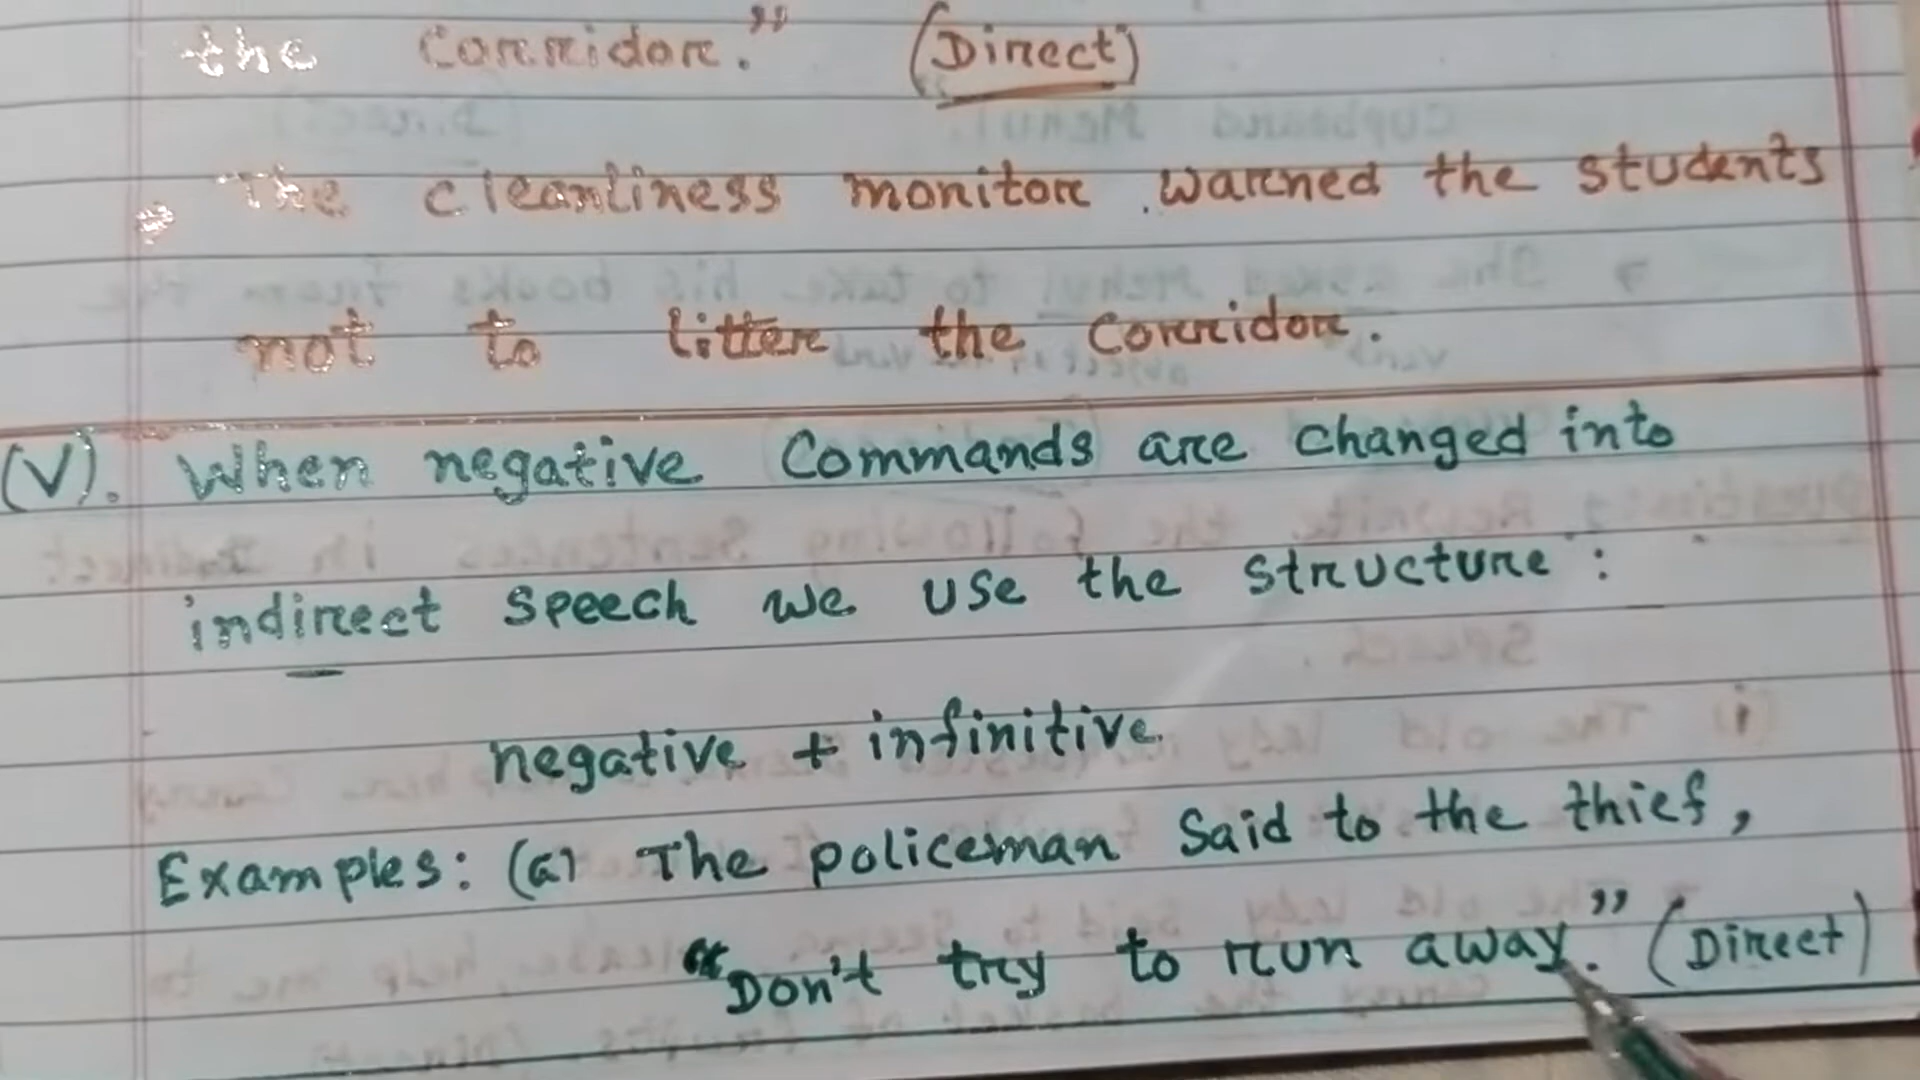 the Corridor." (Direct)
The cleanliness monitor warned the students
not to litter the Corridor.
(V). When negative Commands are changed into
indirect speech we use the structure :
negative + infinitive
Examples: (a) The policeman Said to the thief,
"Don't try to run away." (Direct)